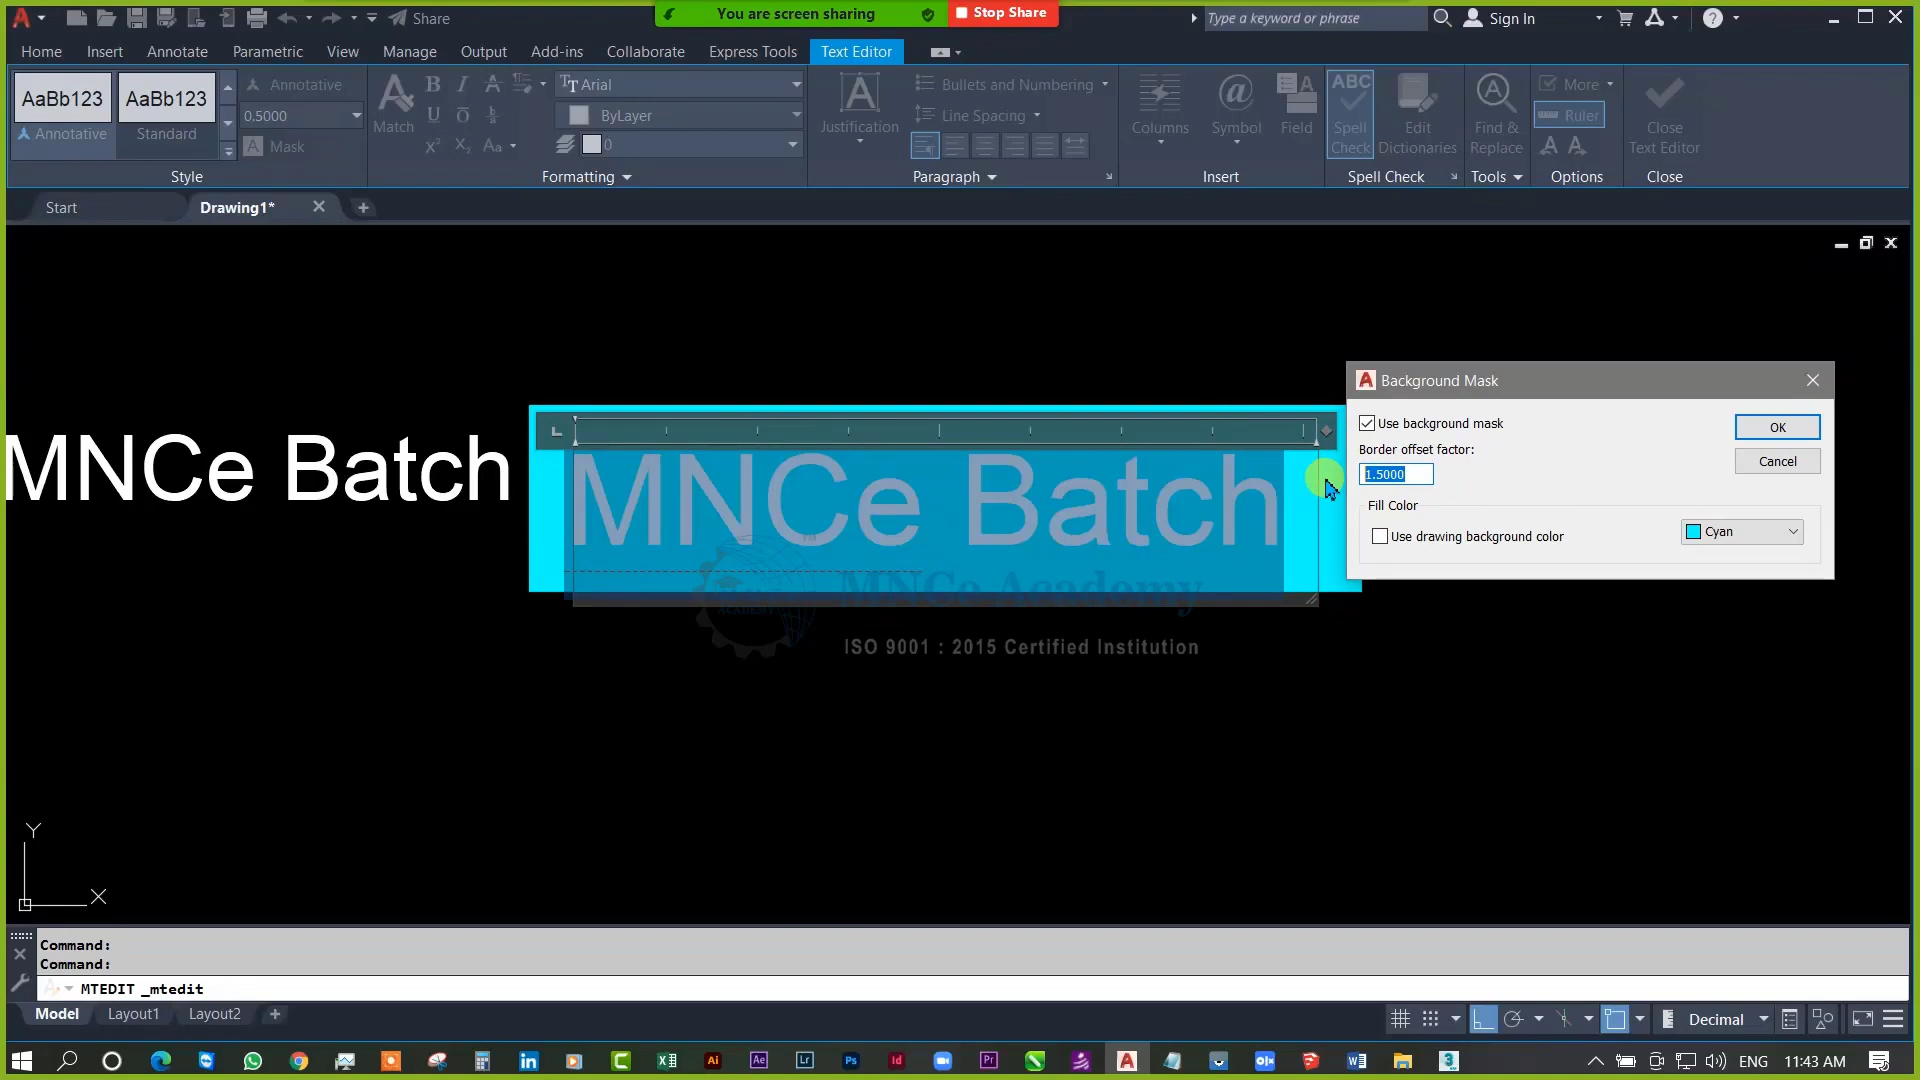 Share
You are screen sharing
Stop Share
Type a keyword or phrase
Sign In
Home
Insert
Annotate
Parametric
View
Manage
Output
Add-ins
Collaborate
Express Tools
Text Editor
AaBb123
Annotative
AaBb123
Standard
Annotative
0.5000
Mask
Style
Match
Arial
ByLayer
0
Formatting
Justification
Bullets and Numbering
Line Spacing
Paragraph
Columns
Symbol
Field
Insert
ABC
Spell
Check
Edit
Dictionaries
Spell Check
Find &
Replace
Tools
More
Ruler
Options
Close
Text Editor
Close
Start
Drawing1*
MNCe Batch
MNCe Batch
MNCe Academy
ACADEMY
ISO 9001 : 2015 Certified Institution
Background Mask
Use background mask
Border offset factor:
1.5000
OK
Cancel
Fill Color
Use drawing background color
Cyan
Y
X
Command:
Command:
MTEDIT _mtedit
Model
Layout1
Layout2
Decimal
ENG
11:43 AM